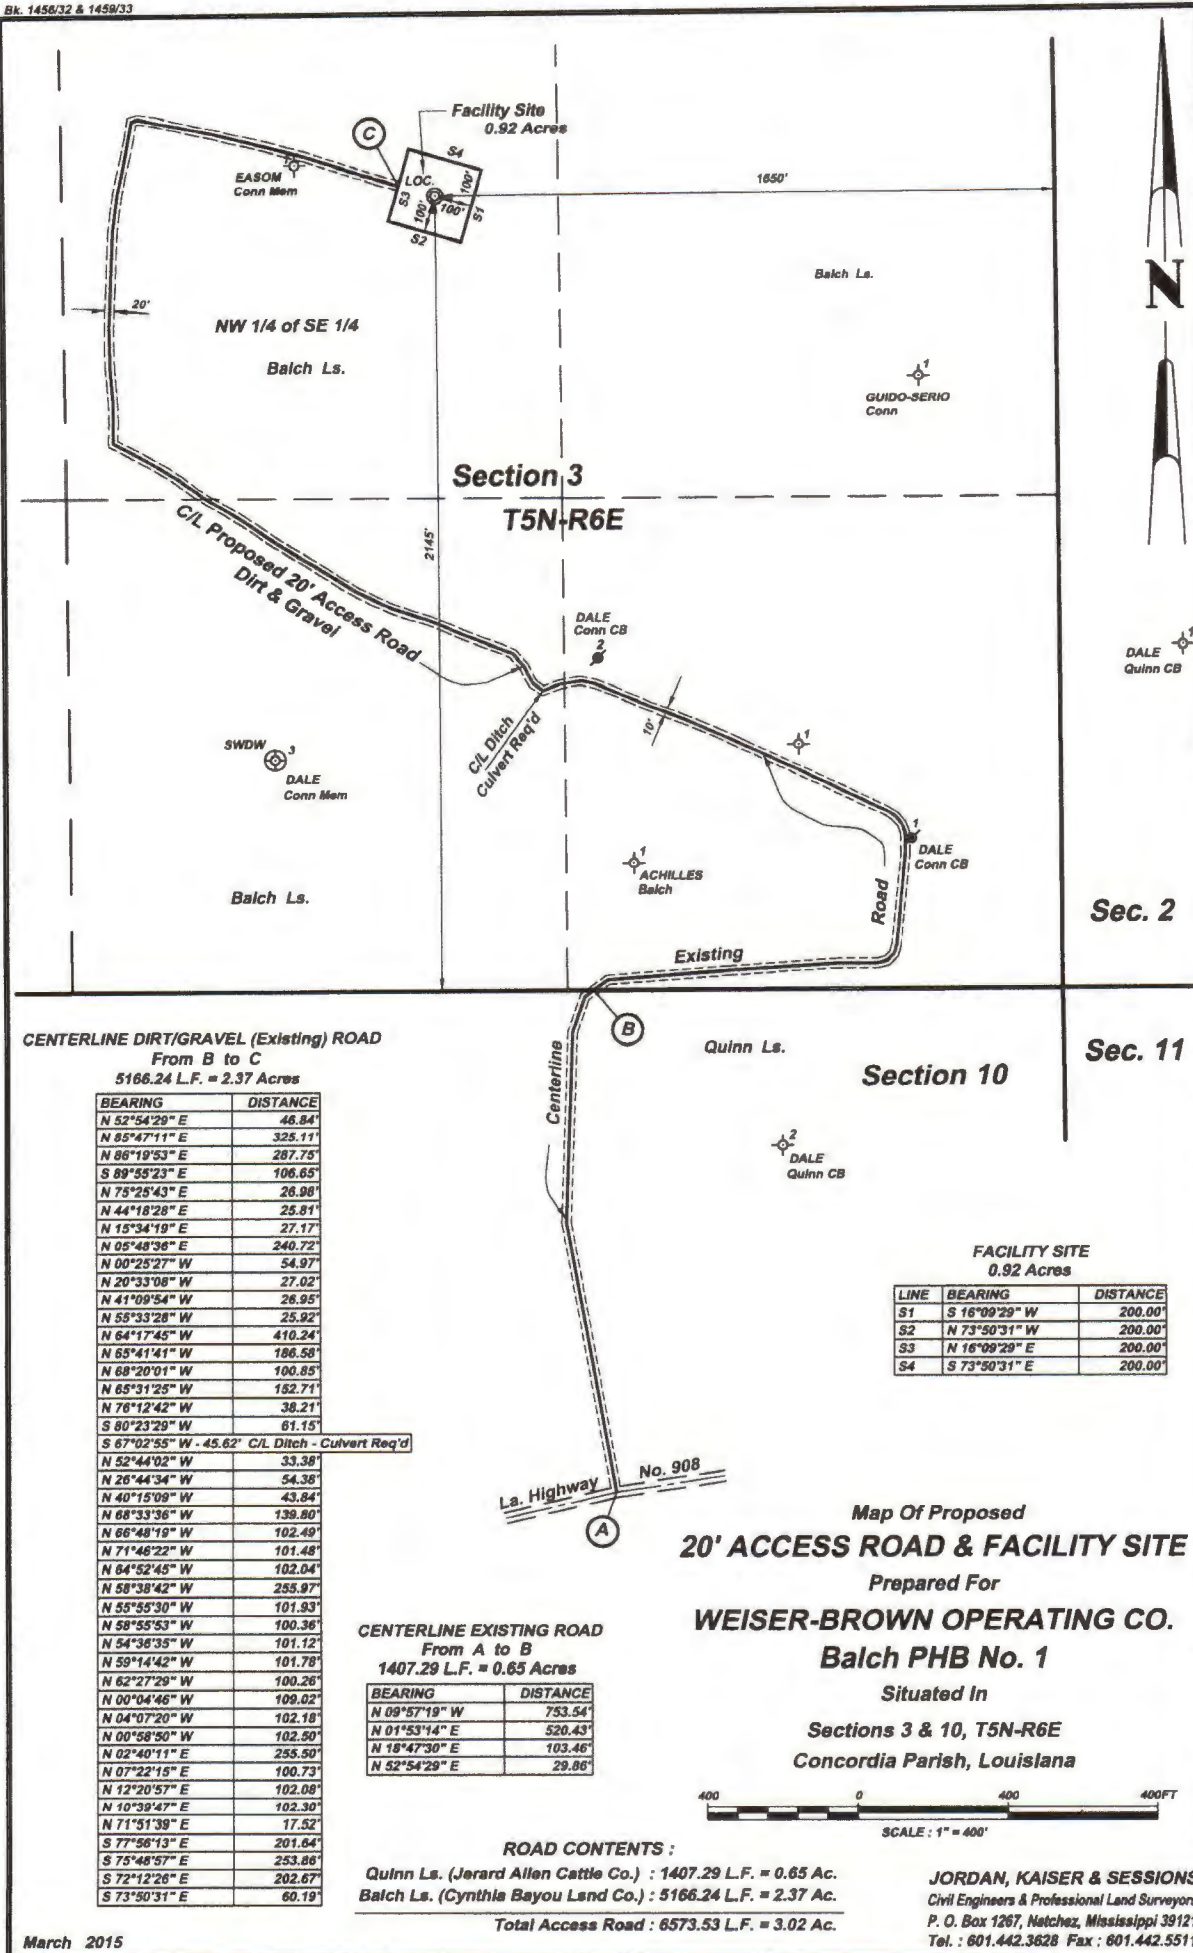 Bk. 1456/32 & 1459/33
Facility Site
0.92 Acres
C
S4
LOC.
S3
100'
100'
100'
S1
S2
1650'
EASOM
Conn Mem
1
N
Balch Ls.
20'
NW 1/4 of SE 1/4
Balch Ls.
1
GUIDO-SERIO
Conn
Section 3
T5N-R6E
2145'
C/L Proposed 20' Access Road
Dirt & Gravel
DALE
Conn CB
2
1
DALE
Quinn CB
C/L Ditch
Culvert Req'd
10'
1
SWDW
3
DALE
Conn Mem
1
DALE
Conn CB
1
ACHILLES
Balch
Road
Balch Ls.
Sec. 2
Existing
B
Quinn Ls.
Sec. 11
Section 10
Centerline
2
DALE
Quinn CB
CENTERLINE DIRT/GRAVEL (Existing) ROAD
From B to C
5166.24 L.F. = 2.37 Acres
BEARING DISTANCE
N 52°54'29" E 46.84'
N 85°47'11" E 325.11'
N 86°19'53" E 287.75'
S 89°55'23" E 106.65'
N 75°25'43" E 26.98'
N 44°18'28" E 25.81'
N 15°34'19" E 27.17'
N 05°48'36" E 240.72'
N 00°25'27" W 54.97'
N 20°33'08" W 27.02'
N 41°09'54" W 26.95'
N 55°33'28" W 25.92'
N 64°17'45" W 410.24'
N 65°41'41" W 186.58'
N 68°20'01" W 100.85'
N 65°31'25" W 152.71'
N 76°12'42" W 38.21'
S 80°23'29" W 61.15'
S 67°02'55" W - 45.62' C/L Ditch - Culvert Req'd
N 52°44'02" W 33.38'
N 26°44'34" W 54.38'
N 40°15'09" W 43.84'
N 68°33'36" W 139.80'
N 66°48'19" W 102.49'
N 71°46'22" W 101.48'
N 64°52'45" W 102.04'
N 58°38'42" W 255.97'
N 55°55'30" W 101.93'
N 58°55'53" W 100.36'
N 54°36'35" W 101.12'
N 59°14'42" W 101.78'
N 62°27'29" W 100.26'
N 00°04'46" W 109.02'
N 04°07'20" W 102.18'
N 00°58'50" W 102.50'
N 02°40'11" E 255.50'
N 07°22'15" E 100.73'
N 12°20'57" E 102.08'
N 10°39'47" E 102.30'
N 71°51'39" E 17.52'
S 77°56'13" E 201.64'
S 75°48'57" E 253.86'
S 72°12'26" E 202.67'
S 73°50'31" E 60.19'
FACILITY SITE
0.92 Acres
LINE BEARING DISTANCE
S1 S 16°09'29" W 200.00'
S2 N 73°50'31" W 200.00'
S3 N 16°09'29" E 200.00'
S4 S 73°50'31" E 200.00'
La. Highway No. 908
A
CENTERLINE EXISTING ROAD
From A to B
1407.29 L.F. = 0.65 Acres
BEARING DISTANCE
N 09°57'19" W 753.54'
N 01°53'14" E 520.43'
N 18°47'30" E 103.46'
N 52°54'29" E 29.86'
Map Of Proposed
20' ACCESS ROAD & FACILITY SITE
Prepared For
WEISER-BROWN OPERATING CO.
Balch PHB No. 1
Situated In
Sections 3 & 10, T5N-R6E
Concordia Parish, Louisiana
400 0 400 400FT
SCALE : 1" = 400'
ROAD CONTENTS :
Quinn Ls. (Jerard Allen Cattle Co.) : 1407.29 L.F. = 0.65 Ac.
Balch Ls. (Cynthia Bayou Land Co.) : 5166.24 L.F. = 2.37 Ac.
Total Access Road : 6573.53 L.F. = 3.02 Ac.
JORDAN, KAISER & SESSIONS
Civil Engineers & Professional Land Surveyors
P. O. Box 1267, Natchez, Mississippi 39121
Tel. : 601.442.3628 Fax : 601.442.5511
March 2015